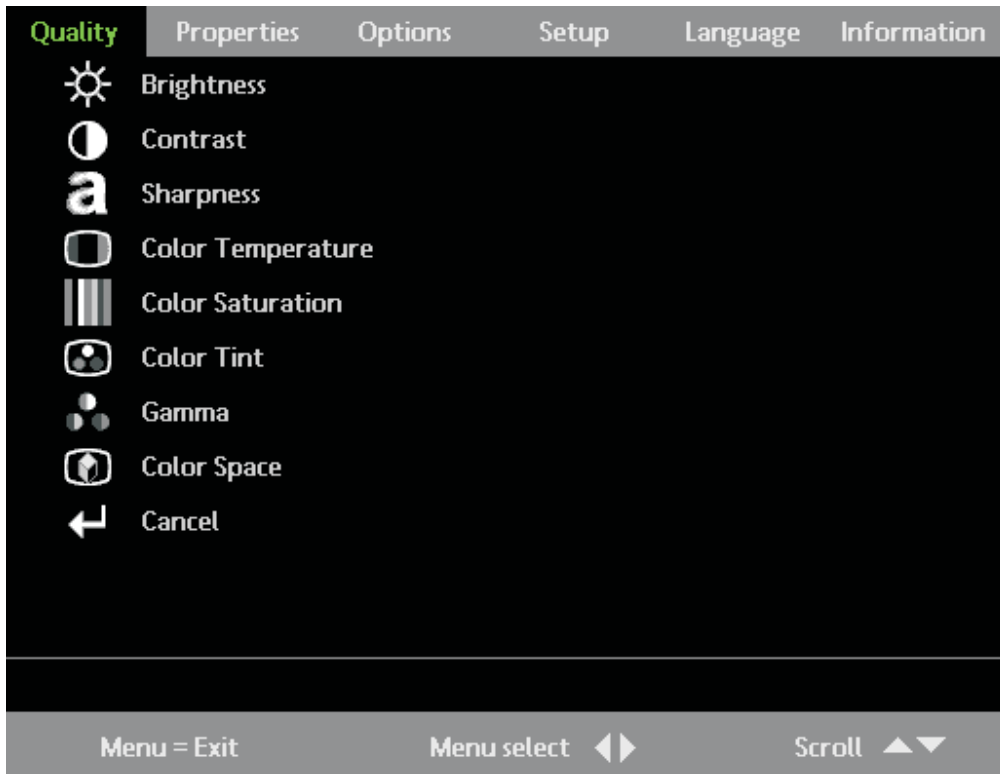 Quality Properties Options Setup Language Information
Brightness
Contrast
Sharpness
Color Temperature
Color Saturation
Color Tint
Gamma
Color Space
Cancel
Menu = Exit Menu select Scroll